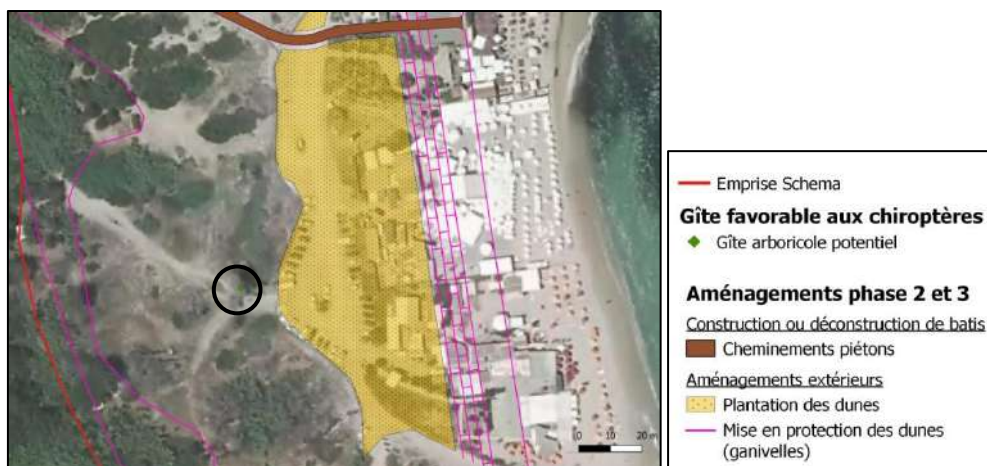 0 10 20 m
Emprise Schema
Gîte favorable aux chiroptères
Gîte arboricole potentiel
Aménagements phase 2 et 3
Construction ou déconstruction de batis
Cheminements piétons
Aménagements extérieurs
Plantation des dunes
Mise en protection des dunes
(ganivelles)